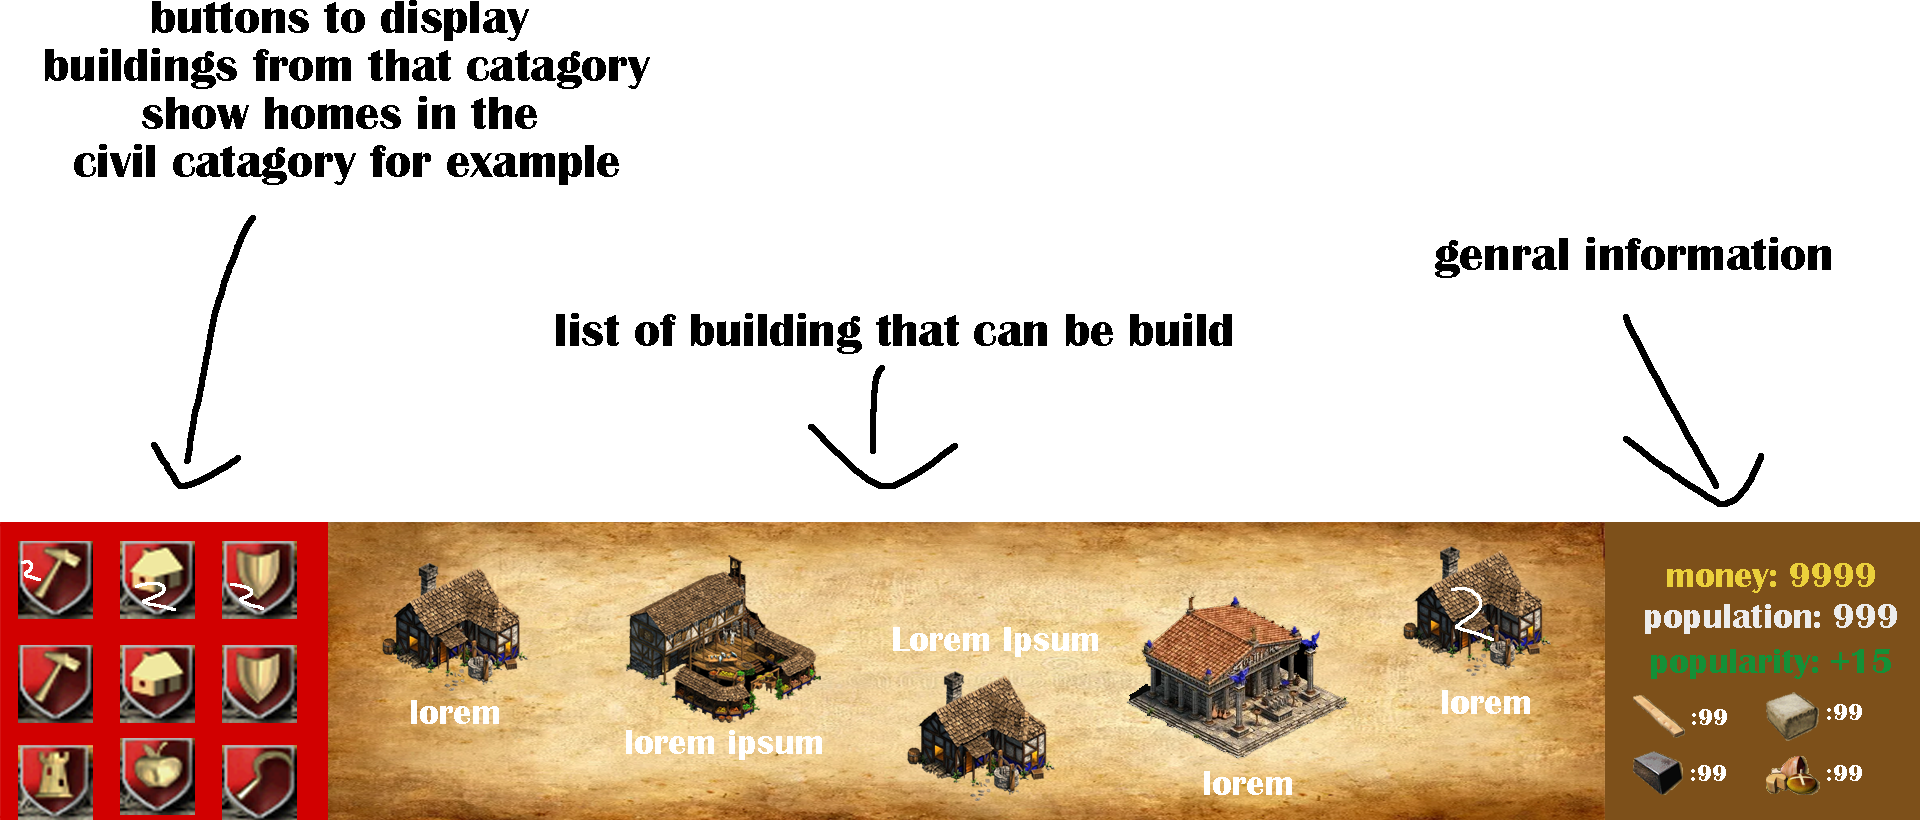 buttons to display
buildings from that catagory
show homes in the
civil catagory for example
genral information
list of building that can be build
2 2 2
lorem
lorem ipsum
Lorem Ipsum
lorem
2
lorem
money: 9999
population: 999
popularity: +15
:99 :99
:99 :99